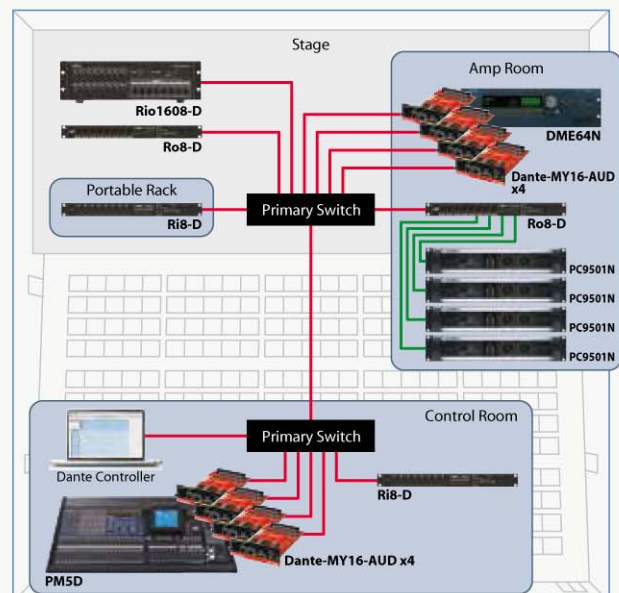 Stage
Rio1608-D
Ro8-D
Portable Rack
Ri8-D
Primary Switch
Amp Room
DME64N
Dante-MY16-AUD
x4
Ro8-D
PC9501N
PC9501N
PC9501N
PC9501N
Control Room
Primary Switch
Dante Controller
Ri8-D
Dante-MY16-AUD x4
PM5D